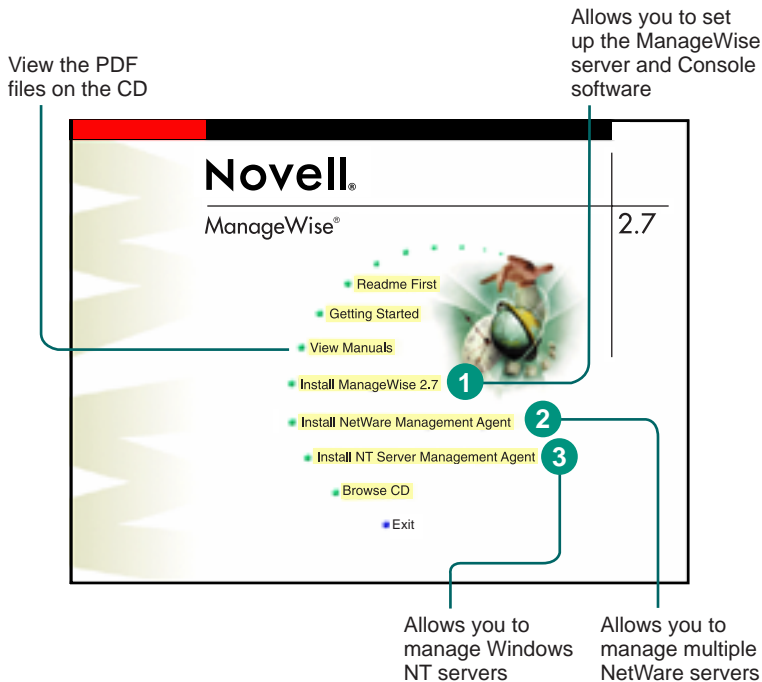 Allows you to set
up the ManageWise
server and Console
software
View the PDF
files on the CD
Novell®
ManageWise®
2.7
Readme First
Getting Started
View Manuals
Install ManageWise 2.7
1
Install NetWare Management Agent
2
Install NT Server Management Agent
3
Browse CD
Exit
Allows you to
manage Windows
NT servers
Allows you to
manage multiple
NetWare servers